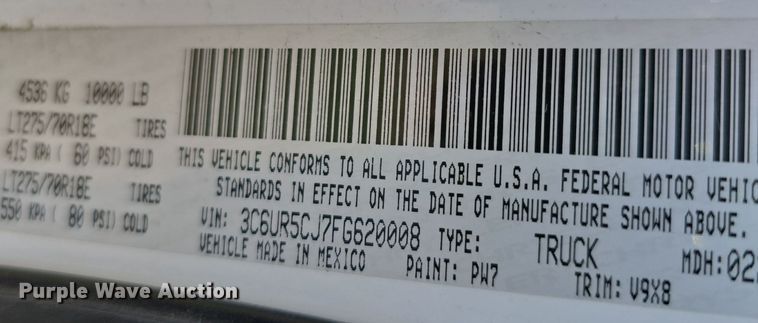 4536 KG 10000 LB
LT275/70R18E TIRES
415 KPA ( 60 PSI) COLD
LT275/70R18E TIRES
550 KPA ( 80 PSI) COLD
THIS VEHICLE CONFORMS TO ALL APPLICABLE U.S.A. FEDERAL MOTOR VEHIC
STANDARDS IN EFFECT ON THE DATE OF MANUFACTURE SHOWN ABOVE.
VIN: 3C6UR5CJ7FG620008 TYPE: TRUCK MDH: 02
VEHICLE MADE IN MEXICO PAINT: PW7 TRIM: V9X8
Purple Wave Auction